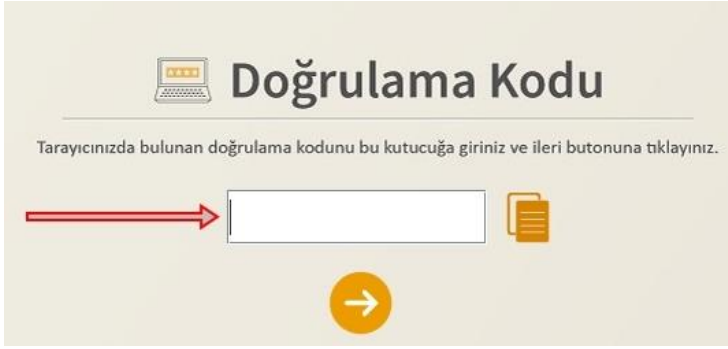 Doğrulama Kodu
Tarayıcınızda bulunan doğrulama kodunu bu kutucuğa giriniz ve ileri butonuna tıklayınız.